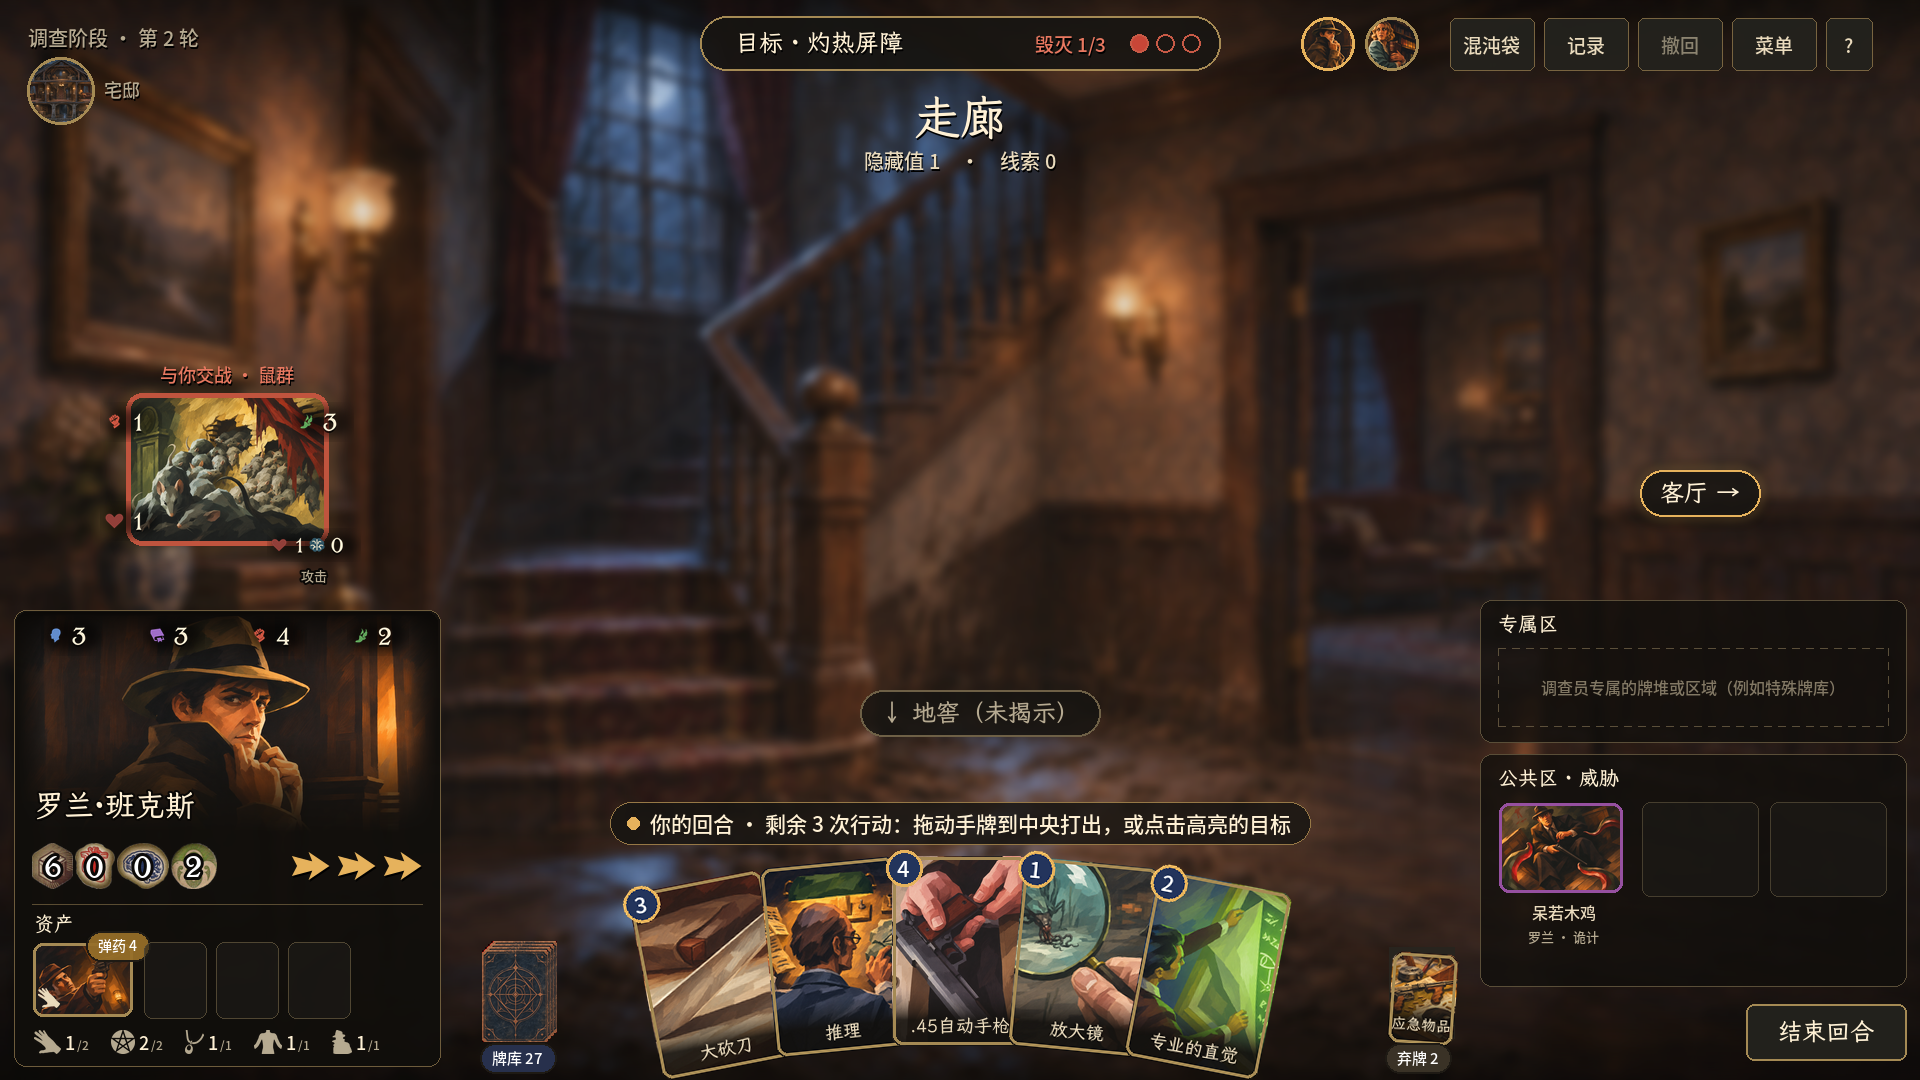 调查阶段 · 第 2 轮
宅邸
目标·灼热屏障
毁灭 1/3
混沌袋
记录
撤回
菜单
?
走廊
隐藏值 1 · 线索 0
与你交战 · 鼠群
1
3
1
1 0
攻击
客厅 →
3 3 4 2
罗兰·班克斯
6 0 0 2
资产
弹药 4
1/2 2/2 1/1 1/1 1/1
↓ 地窖（未揭示）
你的回合 · 剩余 3 次行动：拖动手牌到中央打出，或点击高亮的目标
牌库 27
3
大砍刀
推理
4
.45自动手枪
1
放大镜
2
专业的直觉
应急物品
弃牌 2
专属区
调查员专属的牌堆或区域（例如特殊牌库）
公共区·威胁
呆若木鸡
罗兰 · 诡计
结束回合